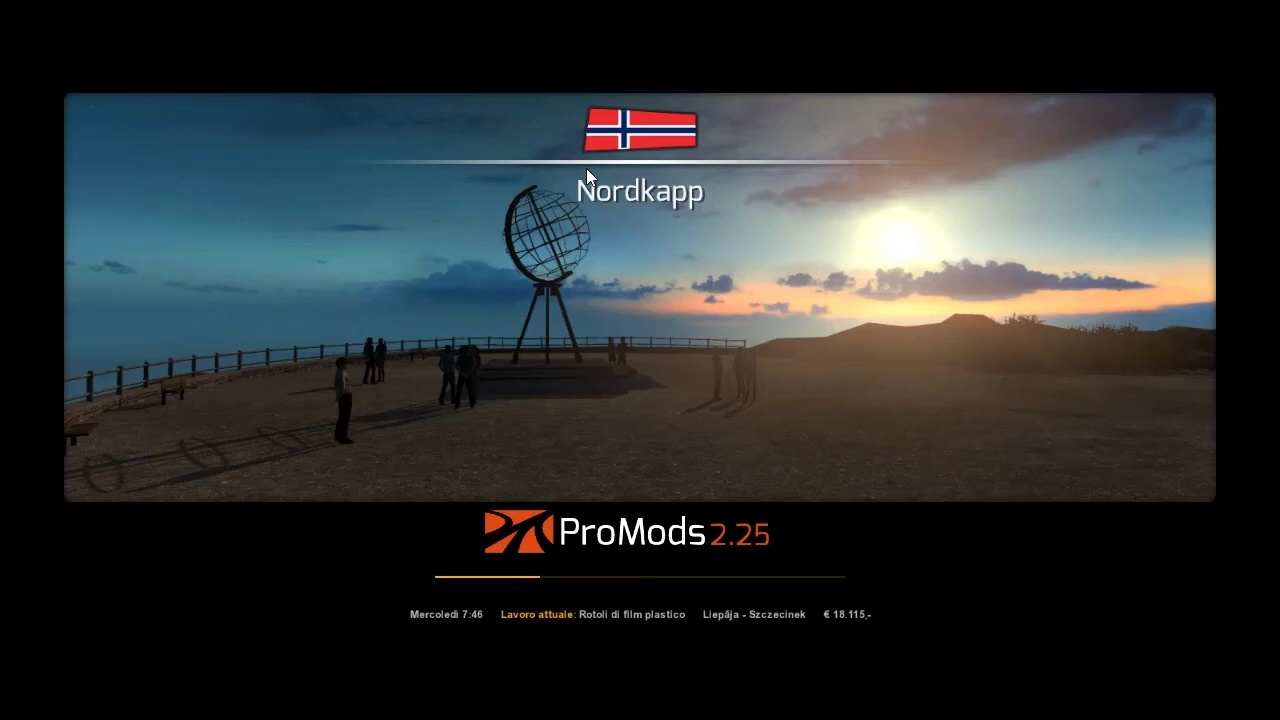 Nordkapp
ProMods 2.25
Mercoledì 7:46 Lavoro attuale: Rotoli di film plastico Liepāja - Szczecinek € 18.115,-